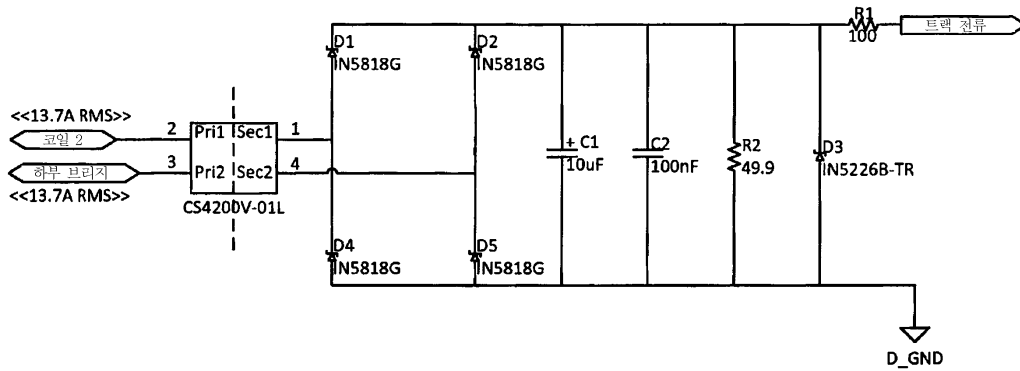 R1
100
트랙 전류
D1
IN5818G
D2
IN5818G
<<13.7A RMS>>
코일 2
2
Pri1
Sec1
1
하부 브리지
3
Pri2
Sec2
4
<<13.7A RMS>>
CS4200V-01L
+ C1
10uF
C2
100nF
R2
49.9
D3
IN5226B-TR
D4
IN5818G
D5
IN5818G
D_GND